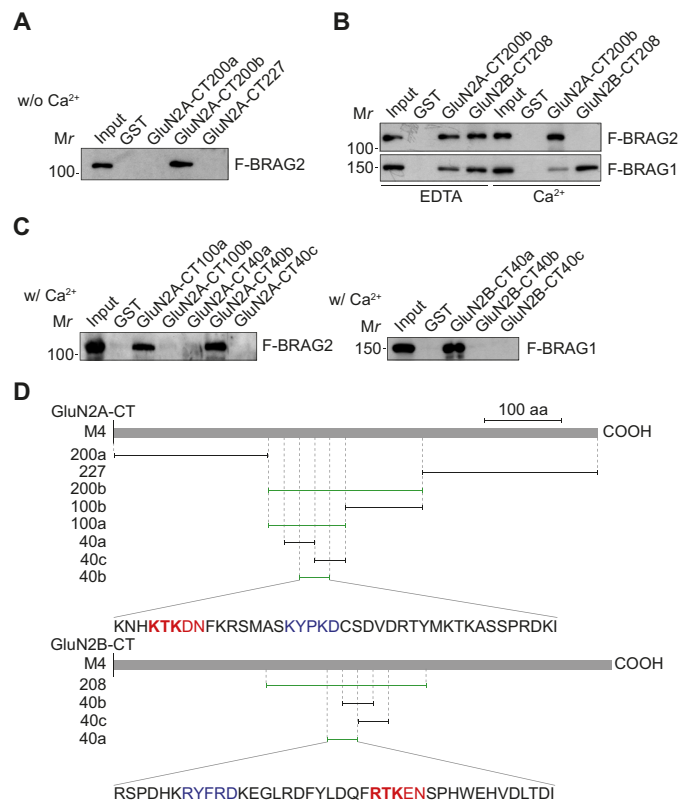 A
w/o Ca²⁺
Mr
Input
GST
GluN2A-CT200a
GluN2A-CT200b
GluN2A-CT227
100-
F-BRAG2
B
Mr
Input
GST
GluN2A-CT200b
GluN2B-CT208
Input
GST
GluN2A-CT200b
GluN2B-CT208
100-
F-BRAG2
150-
F-BRAG1
EDTA
Ca²⁺
C
w/ Ca²⁺
Mr
Input
GST
GluN2A-CT100a
GluN2A-CT100b
GluN2A-CT40a
GluN2A-CT40b
GluN2A-CT40c
100-
F-BRAG2
w/ Ca²⁺
Mr
Input
GST
GluN2B-CT40a
GluN2B-CT40b
GluN2B-CT40c
150-
F-BRAG1
D
GluN2A-CT
100 aa
M4
COOH
200a
227
200b
100b
100a
40a
40c
40b
KNHKTKDNFKRSMASKYPKDCSDVDRTYMKTKASSPRDKI
GluN2B-CT
M4
COOH
208
40b
40c
40a
RSPDHKRYFRDKEGLRDFYLDQFRTKENSPHWEHVDLTDI